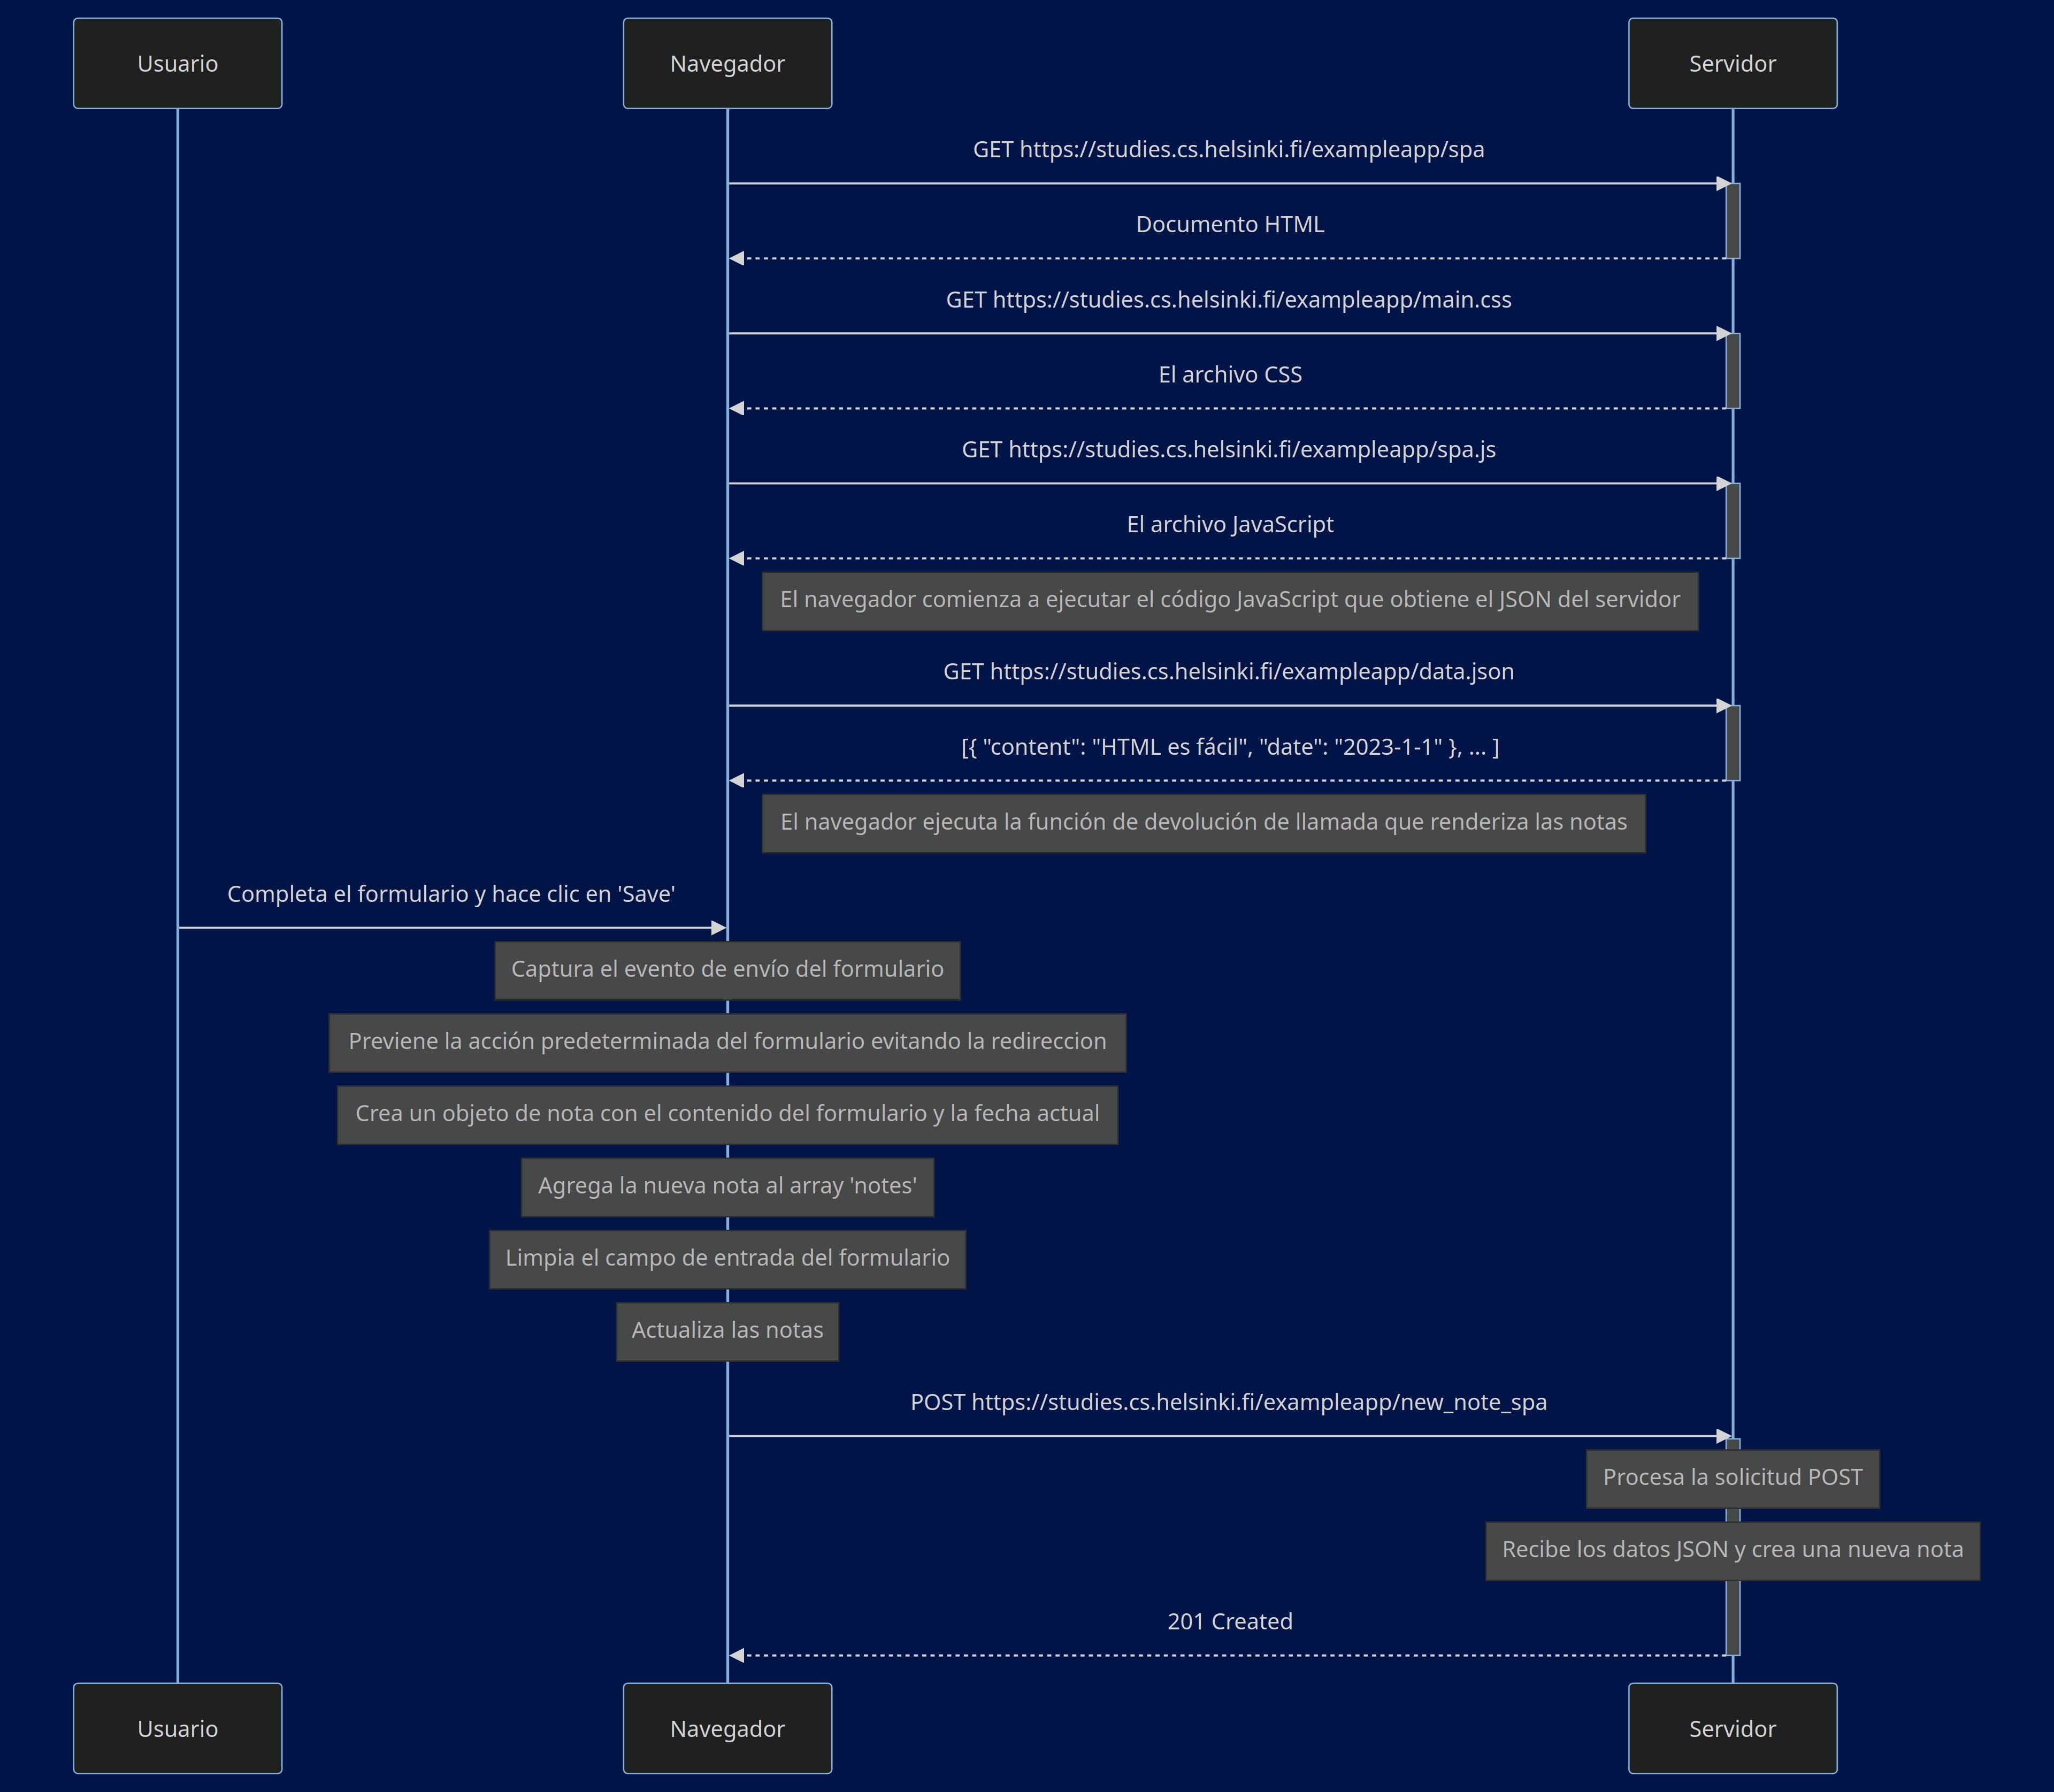 Usuario
Navegador
Servidor
GET https://studies.cs.helsinki.fi/exampleapp/spa
Documento HTML
GET https://studies.cs.helsinki.fi/exampleapp/main.css
El archivo CSS
GET https://studies.cs.helsinki.fi/exampleapp/spa.js
El archivo JavaScript
El navegador comienza a ejecutar el código JavaScript que obtiene el JSON del servidor
GET https://studies.cs.helsinki.fi/exampleapp/data.json
[{ "content": "HTML es fácil", "date": "2023-1-1" }, ... ]
El navegador ejecuta la función de devolución de llamada que renderiza las notas
Completa el formulario y hace clic en 'Save'
Captura el evento de envío del formulario
Previene la acción predeterminada del formulario evitando la redireccion
Crea un objeto de nota con el contenido del formulario y la fecha actual
Agrega la nueva nota al array 'notes'
Limpia el campo de entrada del formulario
Actualiza las notas
POST https://studies.cs.helsinki.fi/exampleapp/new_note_spa
Procesa la solicitud POST
Recibe los datos JSON y crea una nueva nota
201 Created
Usuario
Navegador
Servidor